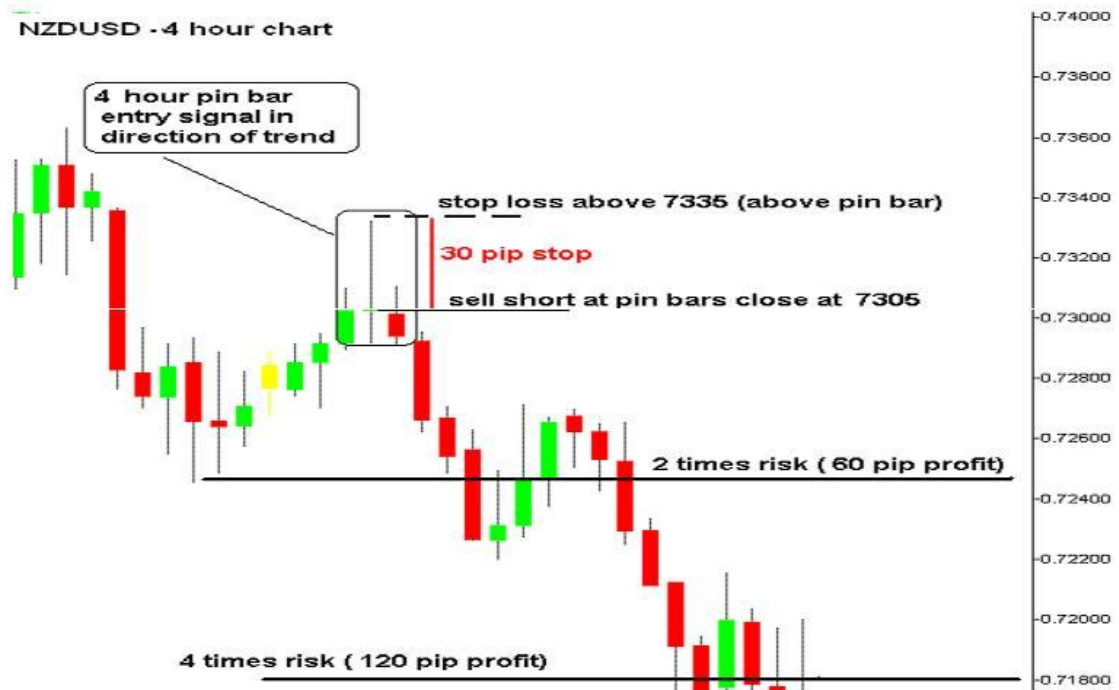 NZDUSD - 4 hour chart
4 hour pin bar
entry signal in
direction of trend
stop loss above 7335 (above pin bar)
30 pip stop
sell short at pin bars close at 7305
2 times risk ( 60 pip profit)
4 times risk ( 120 pip profit)
0.74000
0.73800
0.73600
0.73400
0.73200
0.73000
0.72800
0.72600
0.72400
0.72200
0.72000
0.71800